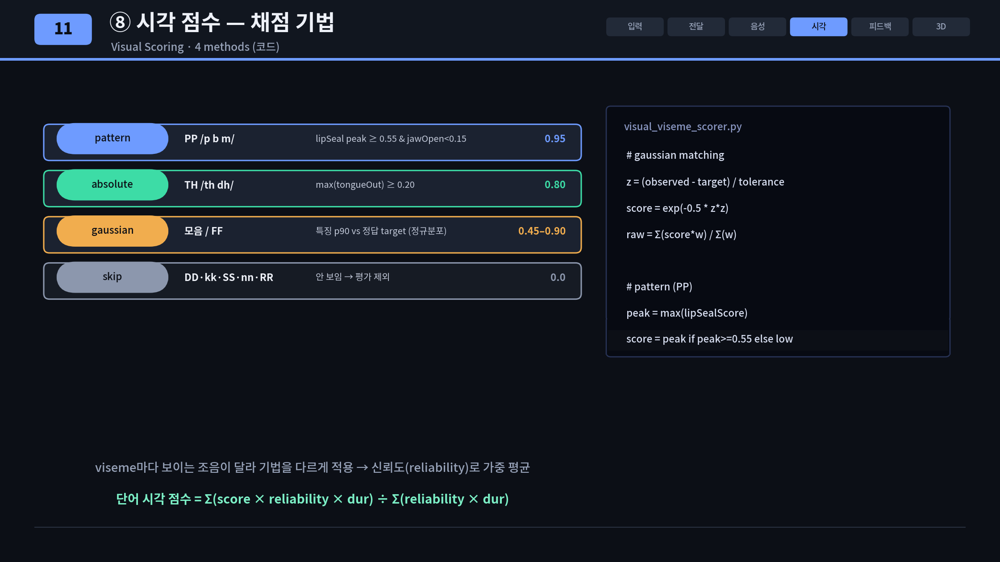 11
⑧ 시각 점수 — 채점 기법
Visual Scoring · 4 methods (코드)
입력
전달
음성
시각
피드백
3D
pattern PP /p b m/ lipSeal peak ≥ 0.55 & jawOpen<0.15 0.95
absolute TH /th dh/ max(tongueOut) ≥ 0.20 0.80
gaussian 모음 / FF 특징 p90 vs 정답 target (정규분포) 0.45–0.90
skip DD·kk·SS·nn·RR 안 보임 → 평가 제외 0.0
visual_viseme_scorer.py
# gaussian matching
z = (observed - target) / tolerance
score = exp(-0.5 * z*z)
raw = Σ(score*w) / Σ(w)
# pattern (PP)
peak = max(lipSealScore)
score = peak if peak>=0.55 else low
viseme마다 보이는 조음이 달라 기법을 다르게 적용 → 신뢰도(reliability)로 가중 평균
단어 시각 점수 = Σ(score × reliability × dur) ÷ Σ(reliability × dur)